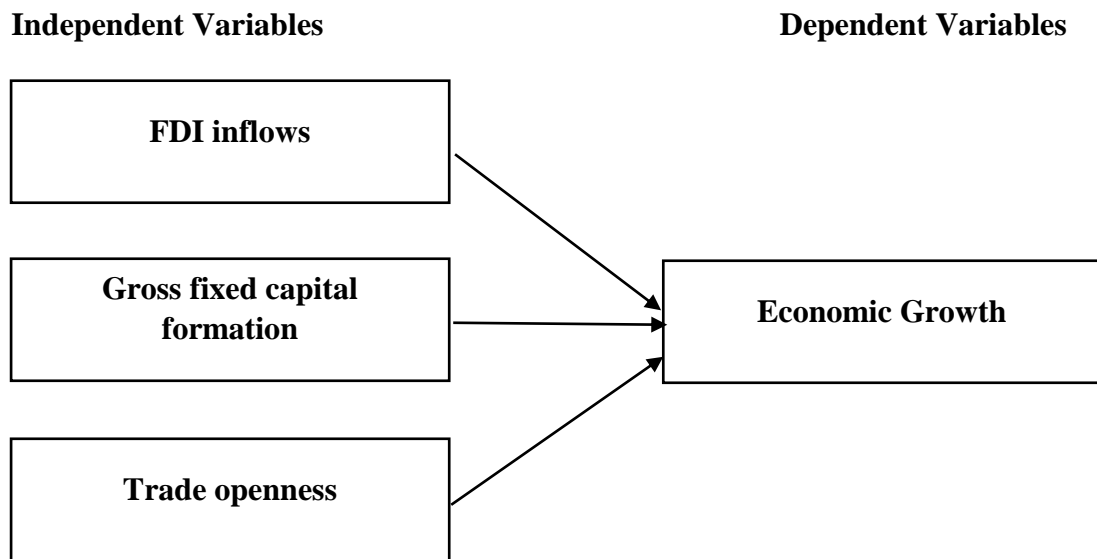 Independent Variables
Dependent Variables
FDI inflows
Gross fixed capital
formation
Economic Growth
Trade openness